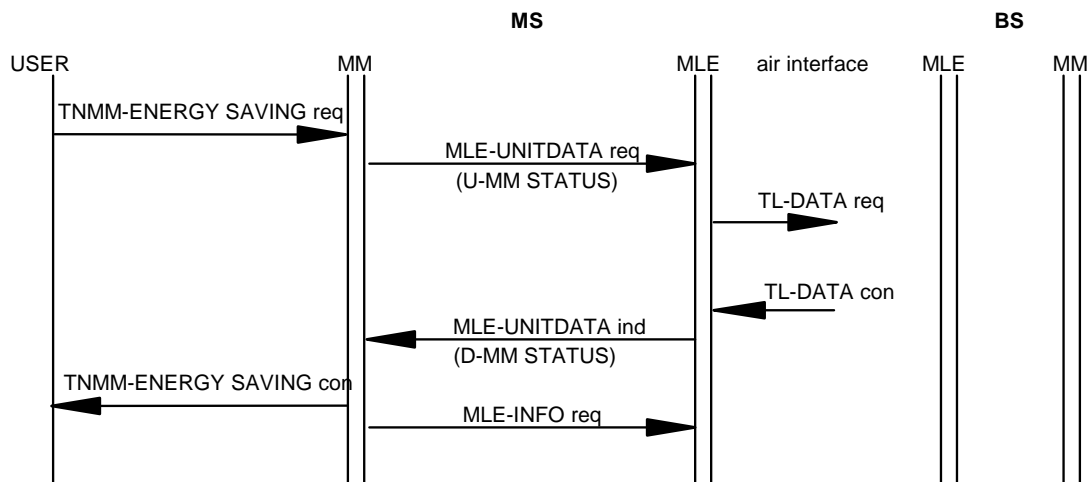 MS BS
USER MM MLE air interface MLE MM
TNMM-ENERGY SAVING req
MLE-UNITDATA req
(U-MM STATUS)
TL-DATA req
TL-DATA con
MLE-UNITDATA ind
(D-MM STATUS)
TNMM-ENERGY SAVING con
MLE-INFO req